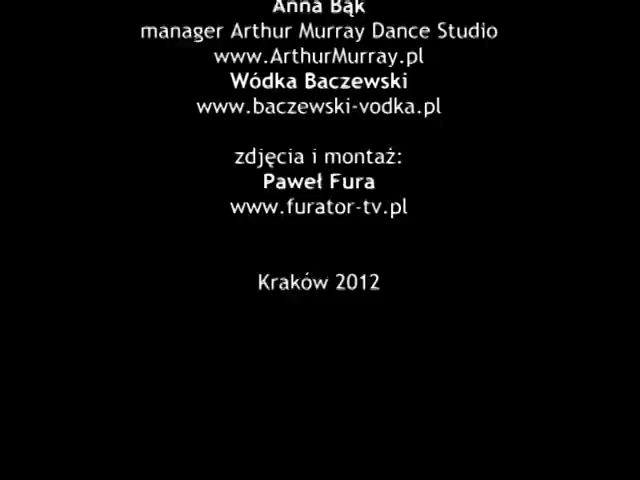 Anna Bąk
manager Arthur Murray Dance Studio
www.ArthurMurray.pl
Wódka Baczewski
www.baczewski-vodka.pl
zdjęcia i montaż:
Paweł Fura
www.furator-tv.pl
Kraków 2012